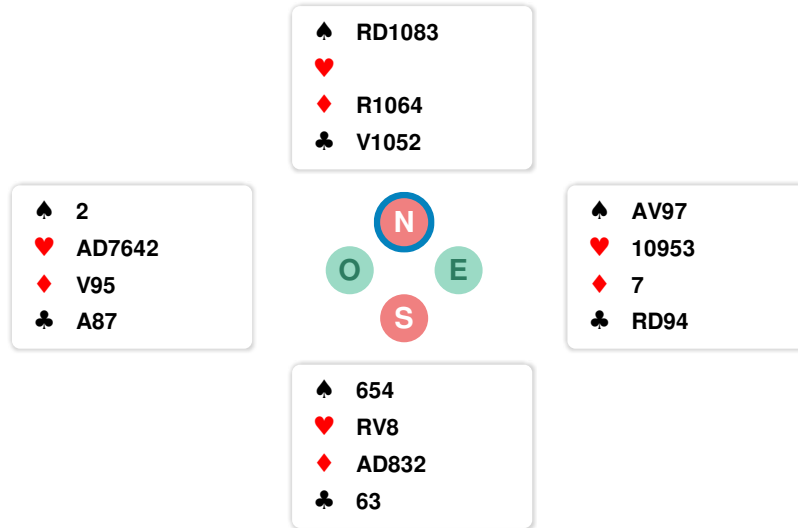 ♠ RD1083
♥
♦ R1064
♣ V1052
♠ 2
♥ AD7642
♦ V95
♣ A87
N
O E
S
♠ AV97
♥ 10953
♦ 7
♣ RD94
♠ 654
♥ RV8
♦ AD832
♣ 63